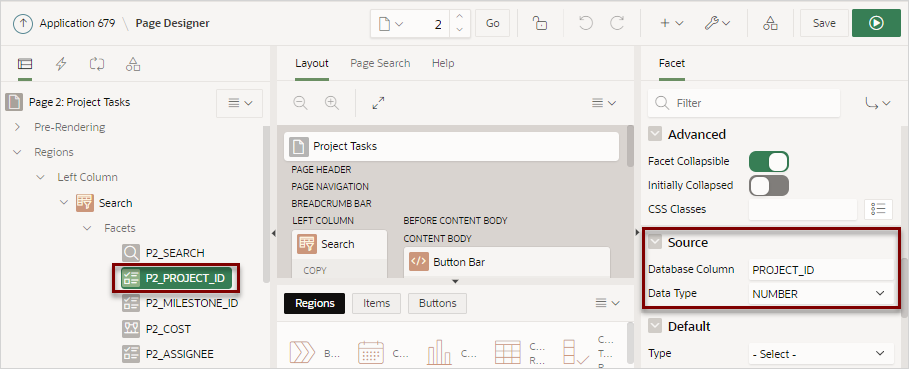 Application 679 \ Page Designer
2
Go
Save
Layout
Page Search
Help
Facet
Page 2: Project Tasks
Pre-Rendering
Regions
Left Column
Search
Facets
P2_SEARCH
P2_PROJECT_ID
P2_MILESTONE_ID
P2_COST
P2_ASSIGNEE
Project Tasks
PAGE HEADER
PAGE NAVIGATION
BREADCRUMB BAR
LEFT COLUMN
BEFORE CONTENT BODY
CONTENT BODY
Search
COPY
Button Bar
Regions
Items
Buttons
B...
C...
C...
C...
R...
C...
T...
R...
Filter
Advanced
Facet Collapsible
Initially Collapsed
CSS Classes
Source
Database Column PROJECT_ID
Data Type NUMBER
Default
Type - Select -